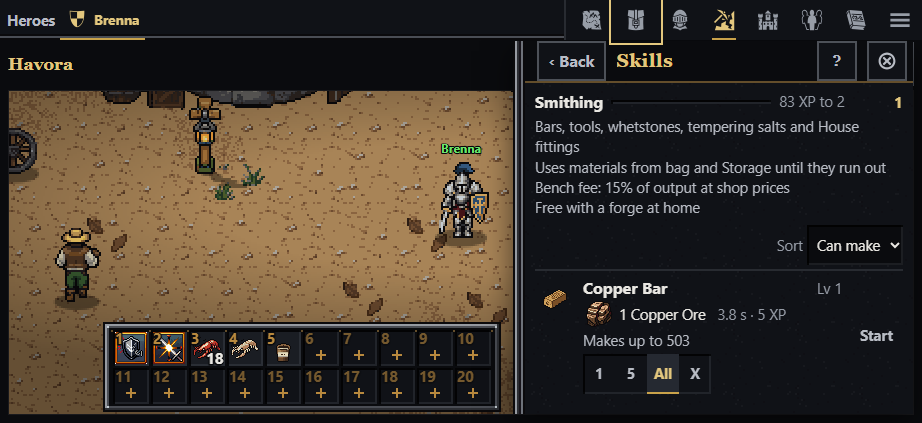 Heroes
Brenna
Havora
Brenna
1 2 3 4 5 6 7 8 9 10
18
+ + + + +
11 12 13 14 15 16 17 18 19 20
+ + + + + + + + + +
‹ Back
Skills
?
Smithing
83 XP to 2
1
Bars, tools, whetstones, tempering salts and House
fittings
Uses materials from bag and Storage until they run out
Bench fee: 15% of output at shop prices
Free with a forge at home
Sort
Can make
Copper Bar
Lv 1
1 Copper Ore 3.8 s · 5 XP
Makes up to 503
Start
1 5 All X